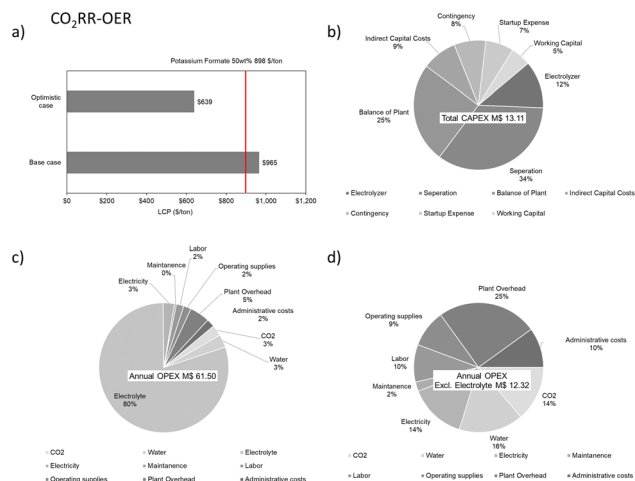 CO2RR-OER
a)
Potassium Formate 50wt% 898 $/ton
Optimistic
case
$639
Base case
$965
$0 $200 $400 $600 $800 $1,000 $1,200
LCP ($/ton)
b)
Contingency
8%
Startup Expense
7%
Working Capital
5%
Indirect Capital Costs
9%
Electrolyzer
12%
Balance of Plant
25%
Total CAPEX M$ 13.11
Seperation
34%
Electrolyzer Seperation Balance of Plant Indirect Capital Costs
Contingency Startup Expense Working Capital
c)
Labor
2%
Maintanence
0%
Operating supplies
2%
Electricity
3%
Plant Overhead
5%
Administrative costs
2%
CO2
3%
Water
3%
Annual OPEX M$ 61.50
Electrolyte
80%
CO2 Water Electrolyte
Electricity Maintanence Labor
Operating supplies Plant Overhead Administrative costs
d)
Plant Overhead
25%
Operating supplies
9%
Administrative costs
10%
Labor
10%
Annual OPEX
Excl. Electrolyte M$ 12.32
Maintanence
2%
CO2
14%
Electricity
14%
Water
16%
CO2 Water Electricity Maintanence
Labor Operating supplies Plant Overhead Administrative costs